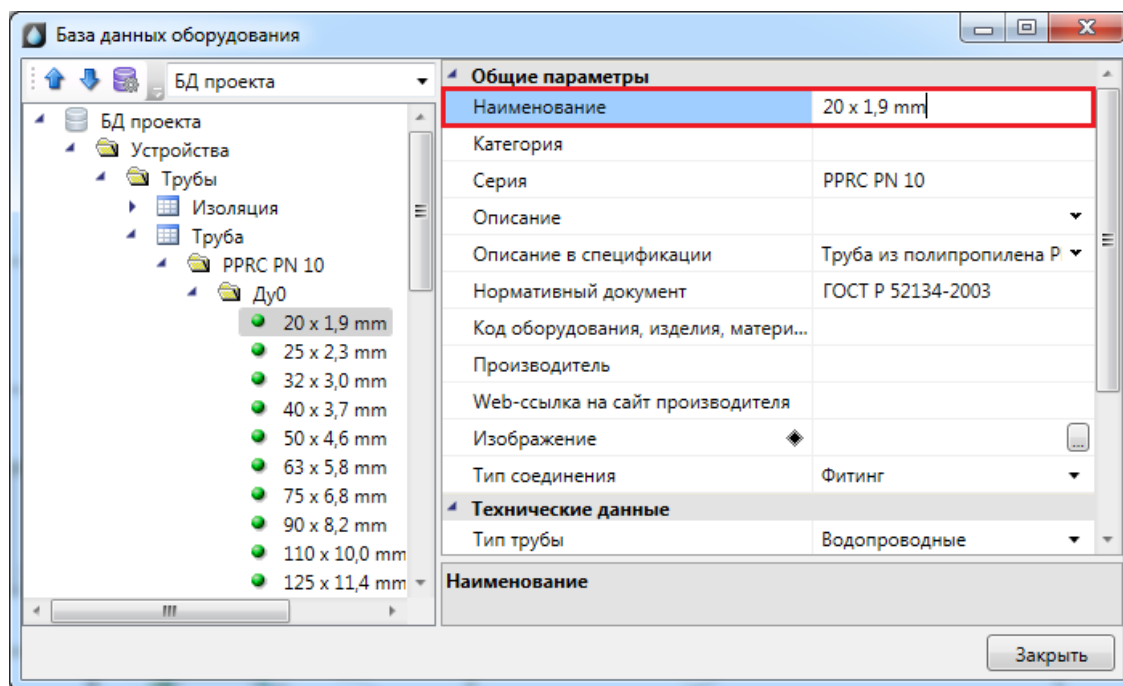 База данных оборудования
БД проекта
БД проекта
Устройства
Трубы
Изоляция
Труба
PPRC PN 10
Ду0
20 x 1,9 mm
25 x 2,3 mm
32 x 3,0 mm
40 x 3,7 mm
50 x 4,6 mm
63 x 5,8 mm
75 x 6,8 mm
90 x 8,2 mm
110 x 10,0 mm
125 x 11,4 mm
Общие параметры
Наименование 20 x 1,9 mm
Категория
Серия PPRC PN 10
Описание
Описание в спецификации Труба из полипропилена P
Нормативный документ ГОСТ Р 52134-2003
Код оборудования, изделия, матери...
Производитель
Web-ссылка на сайт производителя
Изображение ...
Тип соединения Фитинг
Технические данные
Тип трубы Водопроводные
Наименование
Закрыть